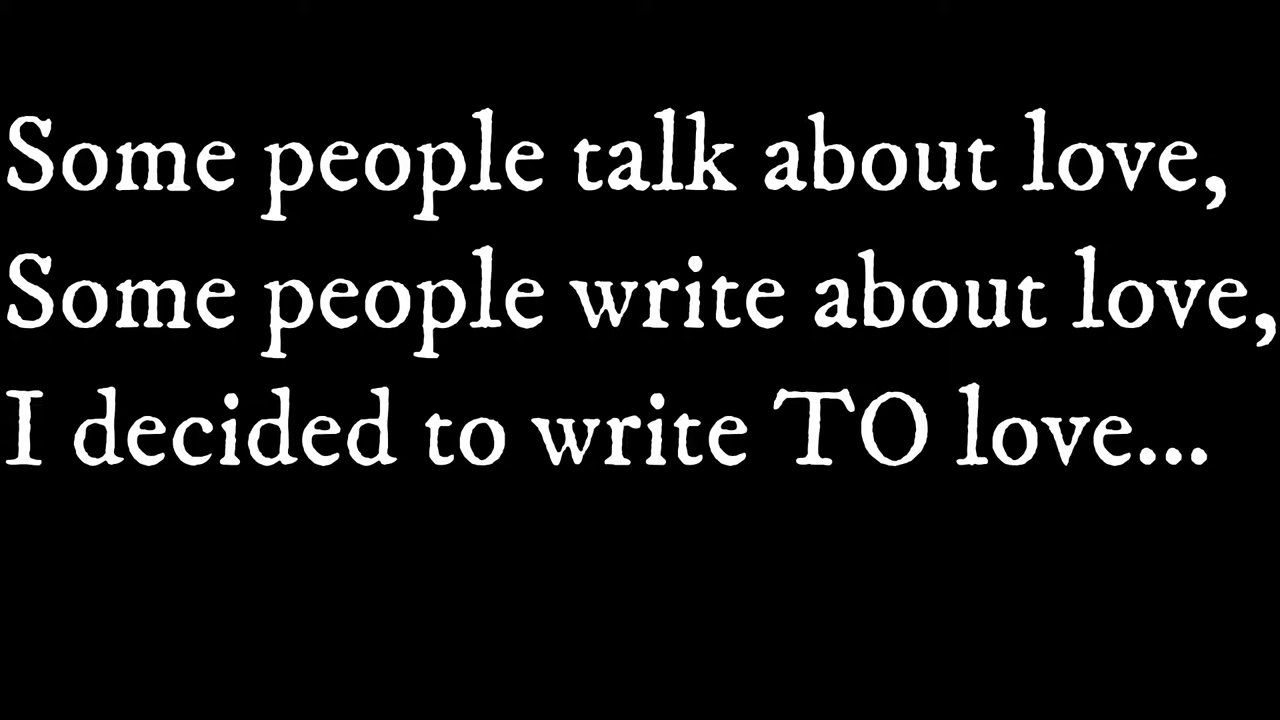 Some people talk about love,
Some people write about love,
I decided to write TO love...